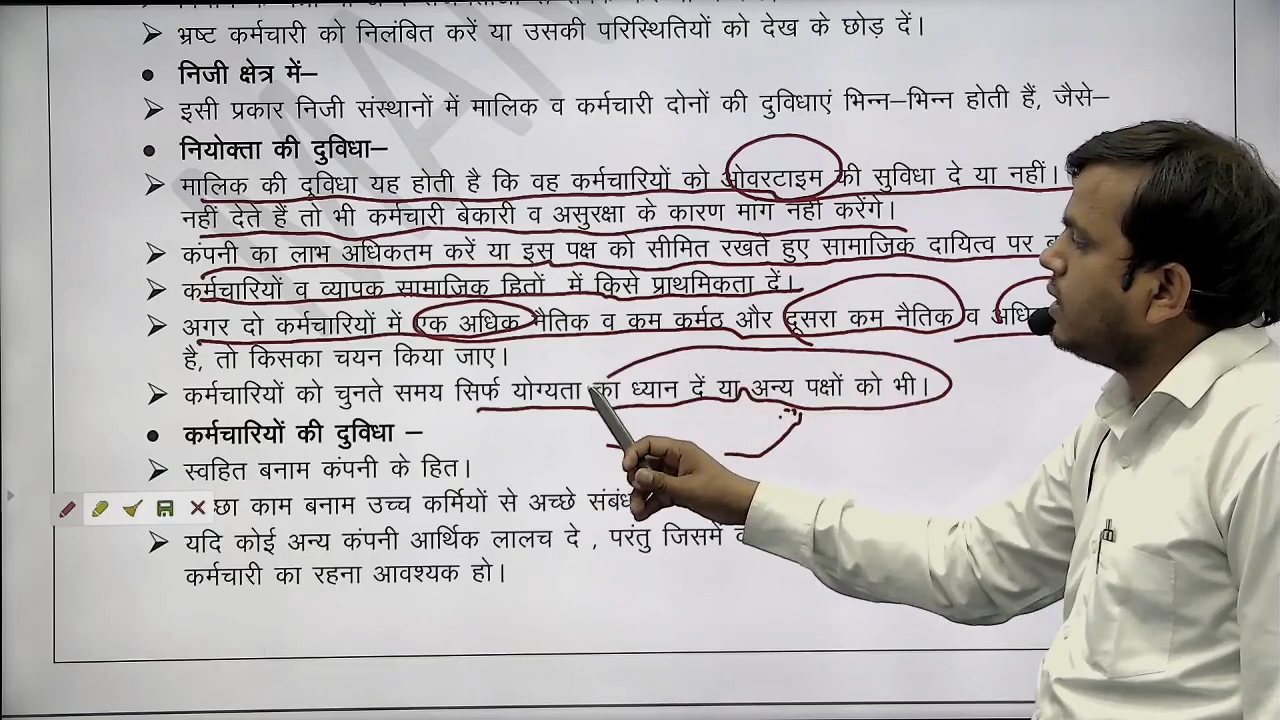 भ्रष्ट कर्मचारी को निलंबित करें या उसकी परिस्थितियों को देख के छोड़ दें।
निजी क्षेत्र में–
इसी प्रकार निजी संस्थानों में मालिक व कर्मचारी दोनों की दुविधाएं भिन्न–भिन्न होती हैं, जैसे–
नियोक्ता की दुविधा–
मालिक की दुविधा यह होती है कि वह कर्मचारियों को ओवरटाइम की सुविधा दे या नहीं।
नहीं देते हैं तो भी कर्मचारी बेकारी व असुरक्षा के कारण मांग नहीं करेंगे।
कंपनी का लाभ अधिकतम करें या इस पक्ष को सीमित रखते हुए सामाजिक दायित्व पर
कर्मचारियों व व्यापक सामाजिक हितों में किसे प्राथमिकता दें।
अगर दो कर्मचारियों में एक अधिक नैतिक व कम कर्मठ और दूसरा कम नैतिक व
है, तो किसका चयन किया जाए।
कर्मचारियों को चुनते समय सिर्फ योग्यता का ध्यान दें या अन्य पक्षों को भी।
कर्मचारियों की दुविधा –
स्वहित बनाम कंपनी के हित।
काम बनाम उच्च कर्मियों से अच्छे
यदि कोई अन्य कंपनी आर्थिक लालच दे , परंतु जिसमें
कर्मचारी का रहना आवश्यक हो।